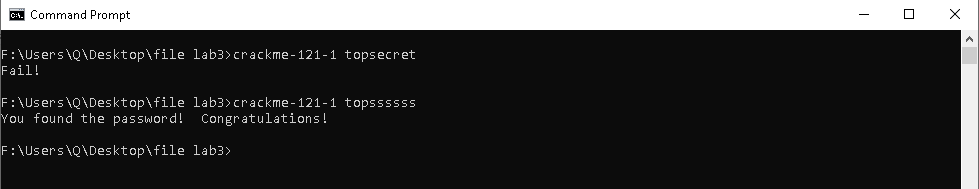 Command Prompt
F:\Users\Q\Desktop\file lab3>crackme-121-1 topsecret
Fail!
F:\Users\Q\Desktop\file lab3>crackme-121-1 topssssss
You found the password!  Congratulations!
F:\Users\Q\Desktop\file lab3>